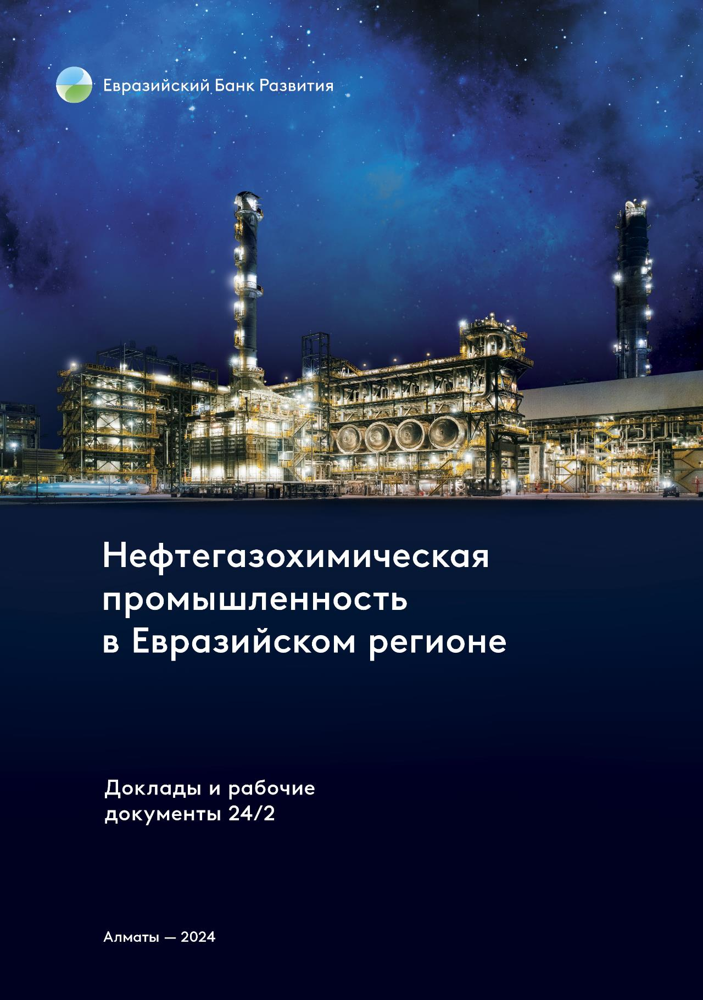 Евразийский Банк Развития
Нефтегазохимическая
промышленность
в Евразийском регионе
Доклады и рабочие
документы 24/2
Алматы — 2024